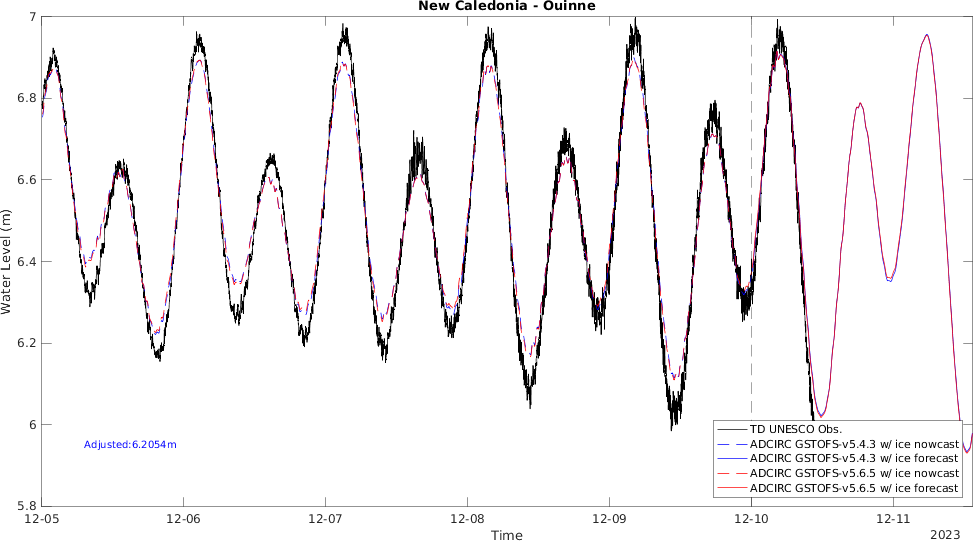 New Caledonia - Ouinne
7
6.8
6.6
6.4
6.2
6
5.8
Water Level (m)
Adjusted:6.2054m
TD UNESCO Obs.
ADCIRC GSTOFS-v5.4.3 w/ ice nowcast
ADCIRC GSTOFS-v5.4.3 w/ ice forecast
ADCIRC GSTOFS-v5.6.5 w/ ice nowcast
ADCIRC GSTOFS-v5.6.5 w/ ice forecast
12-05 12-06 12-07 12-08 12-09 12-10 12-11
Time
2023